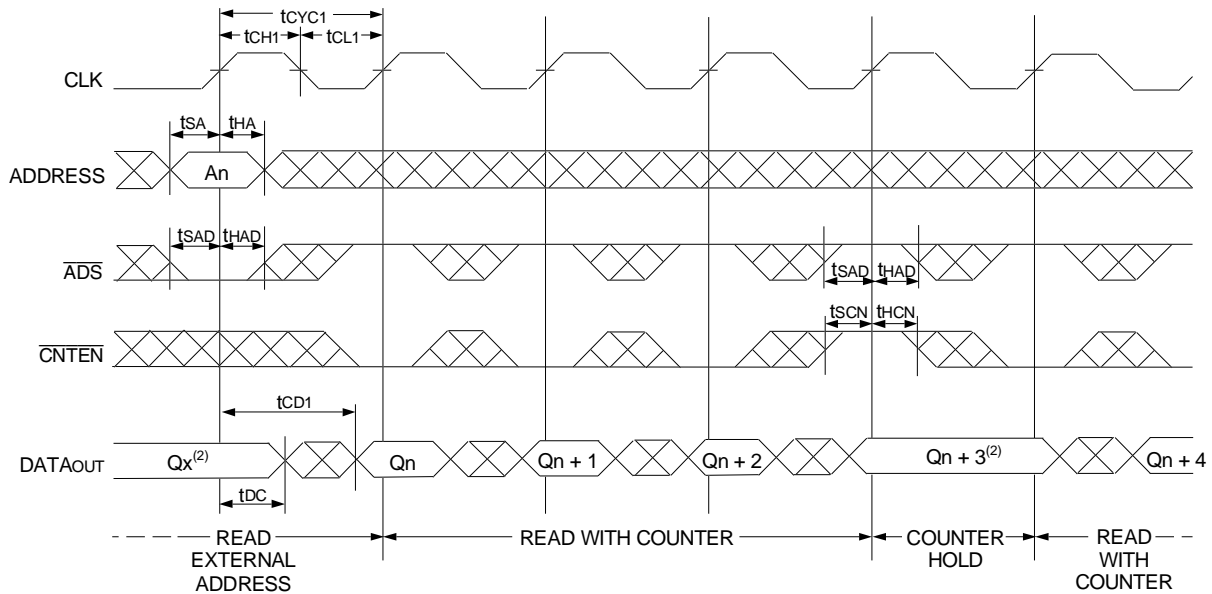 tCYC1
tCH1 tCL1
CLK
tSA tHA
ADDRESS An
tSAD tHAD
ADS
tSAD tHAD
tSCN tHCN
CNTEN
tCD1
DATAOUT Qx(2) Qn Qn + 1 Qn + 2 Qn + 3(2) Qn + 4
tDC
READ EXTERNAL ADDRESS
READ WITH COUNTER
COUNTER HOLD
READ WITH COUNTER